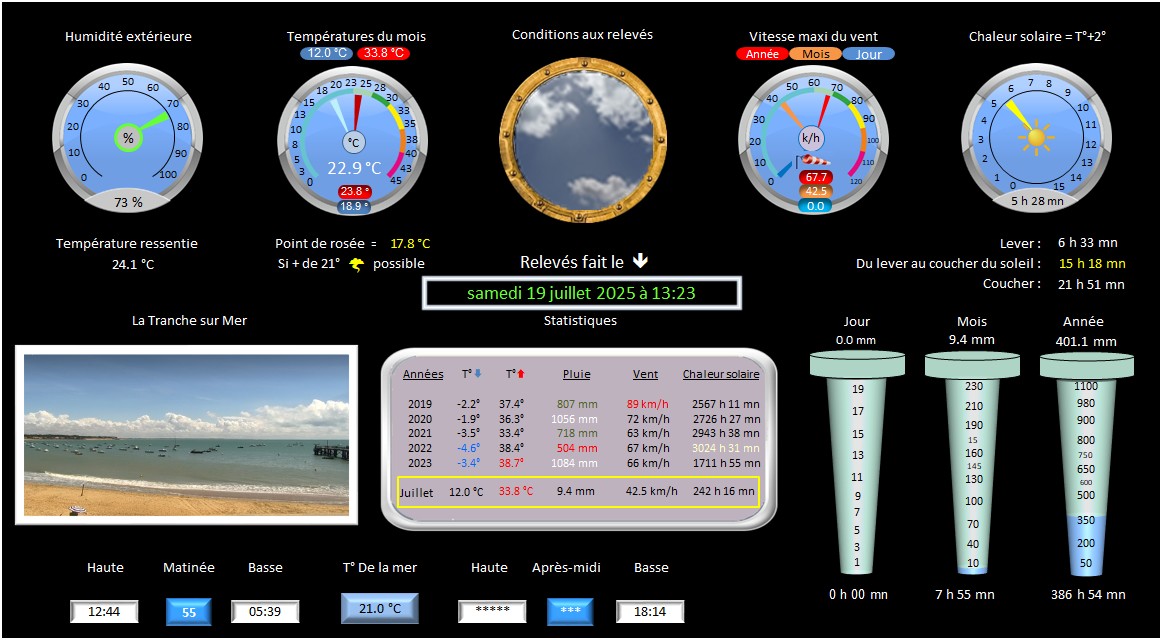 Humidité extérieure
Températures du mois
12.0 °C 33.8 °C
Conditions aux relevés
Vitesse maxi du vent
Année Mois Jour
Chaleur solaire = T°+2°
0 10 20 30 40 50 60 70 80 90 100
%
73 %
0 3 5 8 10 13 15 18 20 23 25 28 30 33 35 38 40 43 45
°C
22.9 °C
23.8 °
18.9 °
0 10 20 30 40 50 60 70 80 90 100 110 120
k/h
67.7
42.5
0.0
0 1 2 3 4 5 6 7 8 9 10 11 12 13 14 15
5 h 28 mn
Température ressentie
24.1 °C
Point de rosée = 17.8 °C
Si + de 21° possible
Relevés fait le
samedi 19 juillet 2025 à 13:23
Lever : 6 h 33 mn
Du lever au coucher du soleil : 15 h 18 mn
Coucher : 21 h 51 mn
La Tranche sur Mer
Statistiques
Années T° T° Pluie Vent Chaleur solaire
2019 -2.2° 37.4° 807 mm 89 km/h 2567 h 11 mn
2020 -1.9° 36.3° 1056 mm 72 km/h 2726 h 27 mn
2021 -3.5° 33.4° 718 mm 63 km/h 2943 h 38 mn
2022 -4.6° 38.4° 504 mm 67 km/h 3024 h 31 mn
2023 -3.4° 38.7° 1084 mm 66 km/h 1711 h 55 mn
Juillet 12.0 °C 33.8 °C 9.4 mm 42.5 km/h 242 h 16 mn
Jour
0.0 mm
19
17
15
13
11
9
7
5
3
1
0 h 00 mn
Mois
9.4 mm
230
210
190
15
160
145
130
100
70
40
10
7 h 55 mn
Année
401.1 mm
1100
980
900
800
750
650
600
500
350
200
50
386 h 54 mn
Haute Matinée Basse
12:44 55 05:39
T° De la mer
21.0 °C
Haute Après-midi Basse
***** *** 18:14